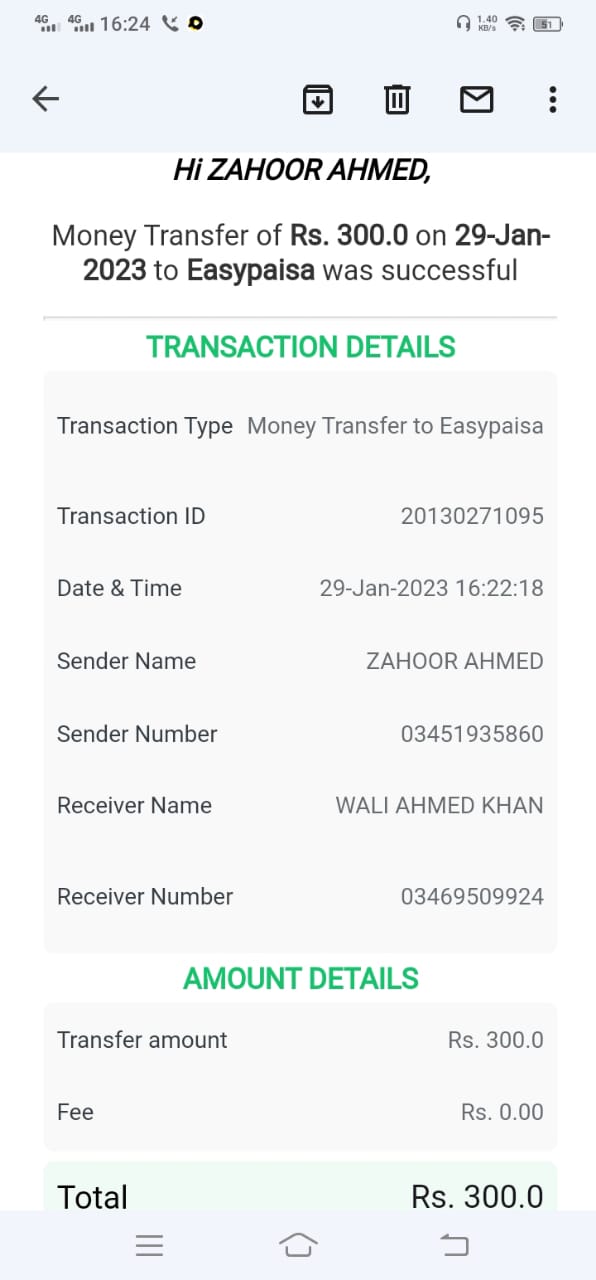 4G 4G 16:24 1.40 KB/s 51
Hi ZAHOOR AHMED,
Money Transfer of Rs. 300.0 on 29-Jan-
2023 to Easypaisa was successful
TRANSACTION DETAILS
Transaction Type Money Transfer to Easypaisa
Transaction ID 20130271095
Date & Time 29-Jan-2023 16:22:18
Sender Name ZAHOOR AHMED
Sender Number 03451935860
Receiver Name WALI AHMED KHAN
Receiver Number 03469509924
AMOUNT DETAILS
Transfer amount Rs. 300.0
Fee Rs. 0.00
Total Rs. 300.0